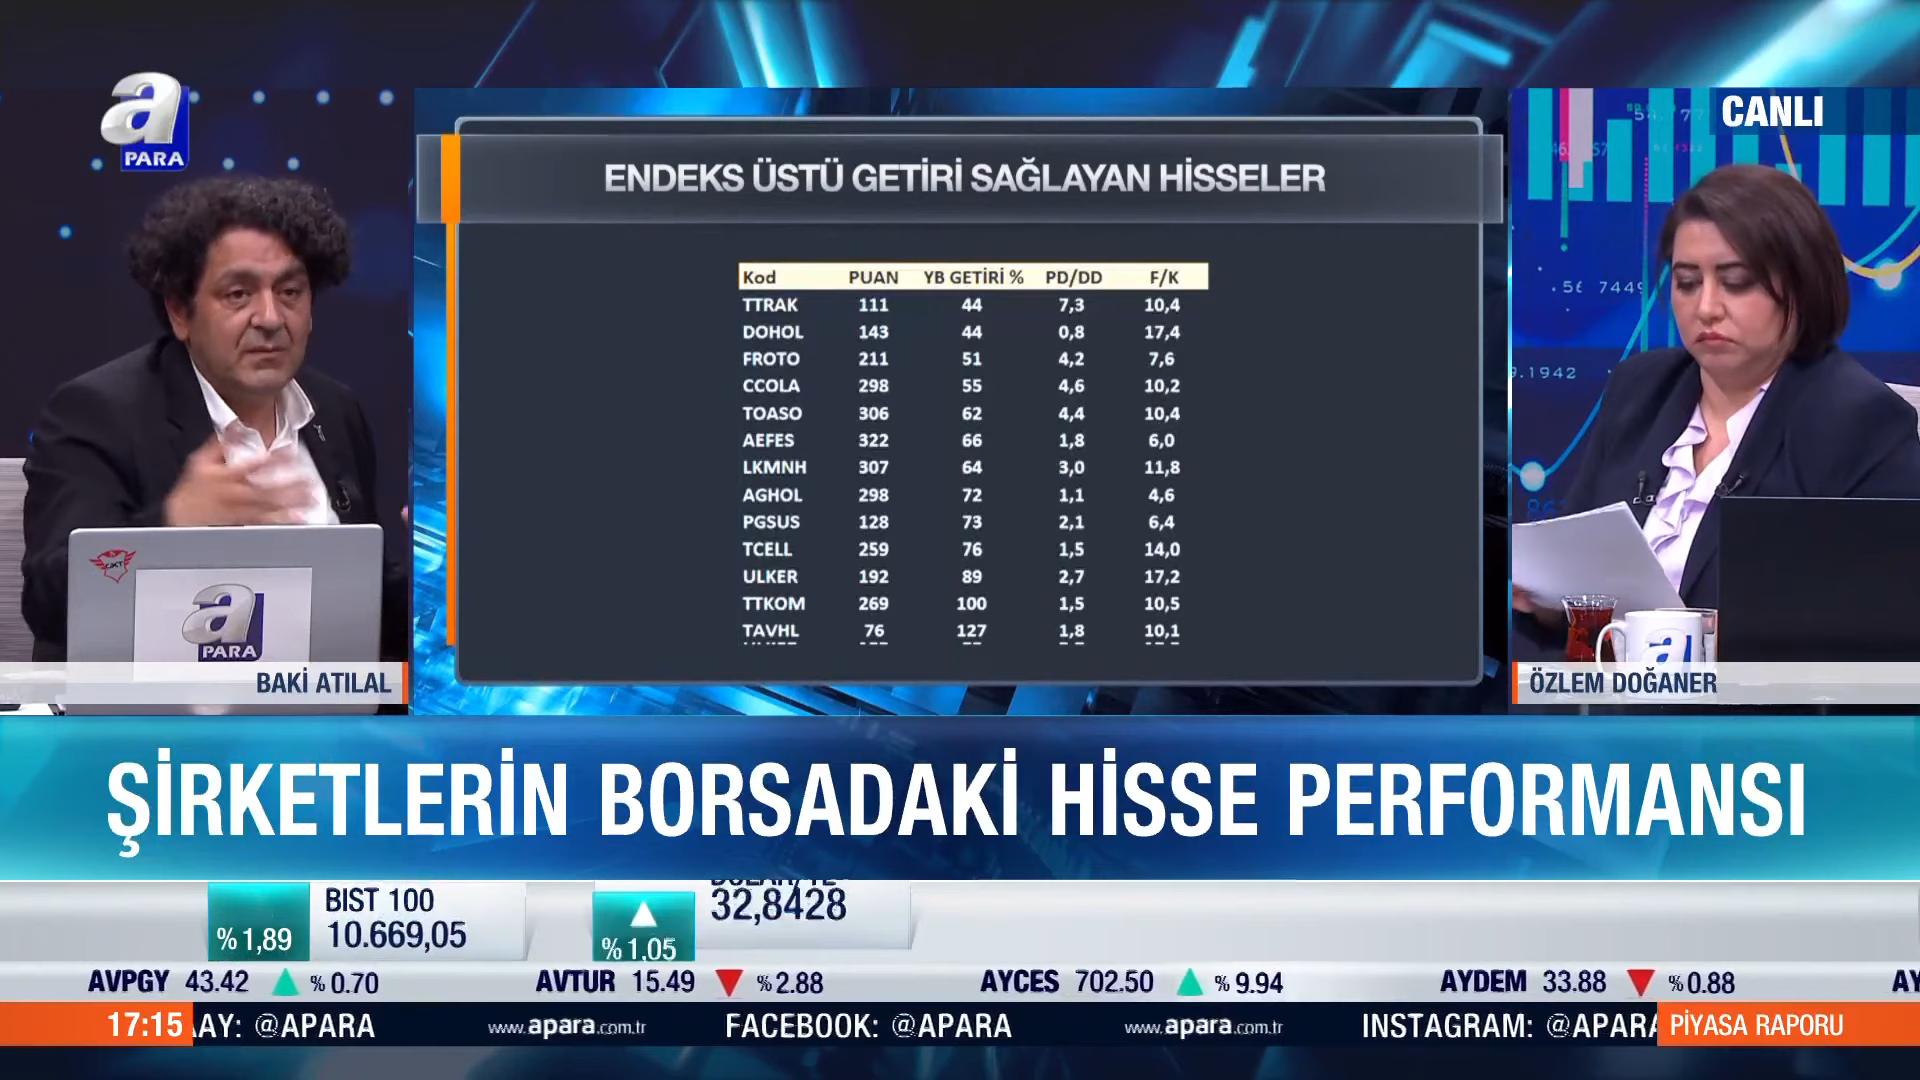 a
PARA
CANLI
ENDEKS ÜSTÜ GETİRİ SAĞLAYAN HİSSELER
Kod PUAN YB GETİRİ % PD/DD F/K
TTRAK 111 44 7,3 10,4
DOHOL 143 44 0,8 17,4
FROTO 211 51 4,2 7,6
CCOLA 298 55 4,6 10,2
TOASO 306 62 4,4 10,4
AEFES 322 66 1,8 6,0
LKMNH 307 64 3,0 11,8
AGHOL 298 72 1,1 4,6
PGSUS 128 73 2,1 6,4
TCELL 259 76 1,5 14,0
ULKER 192 89 2,7 17,2
TTKOM 269 100 1,5 10,5
TAVHL 76 127 1,8 10,1
a
PARA
a
BAKİ ATILAL
ÖZLEM DOĞANER
ŞİRKETLERİN BORSADAKİ HİSSE PERFORMANSI
%1,89 BIST 100 10.669,05
%1,05 32,8428
AVPGY 43.42 %0.70 AVTUR 15.49 %2.88 AYCES 702.50 %9.94 AYDEM 33.88 %0.88 AY
17:15 AAY: @APARA www.apara.com.tr FACEBOOK: @APARA www.apara.com.tr INSTAGRAM: @APARA PİYASA RAPORU